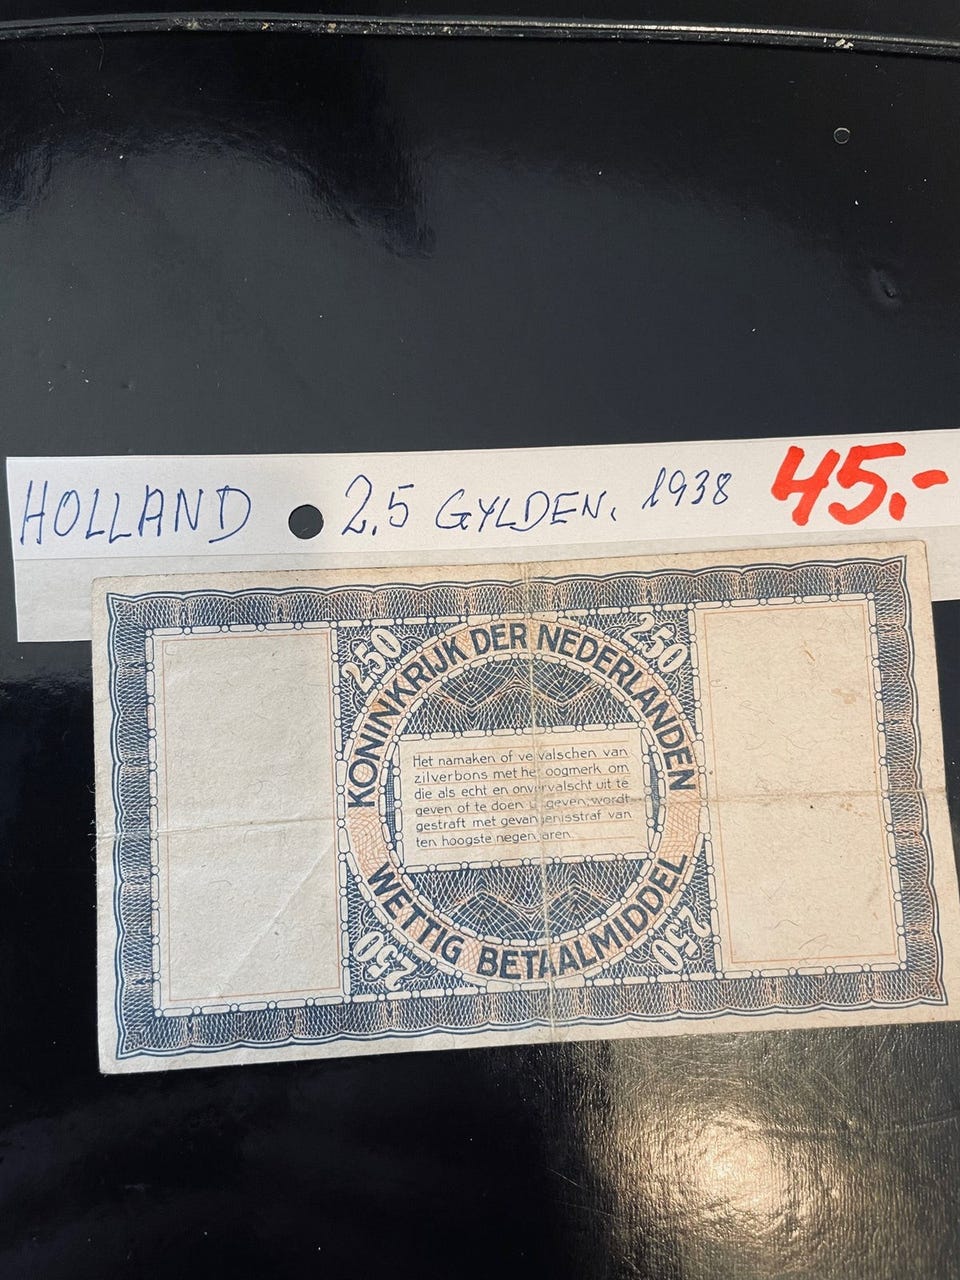 HOLLAND 2.5 GYLDEN. 1938 45.-
2.50 2.50
KONINKRIJK DER NEDERLANDEN
Het namaken of vervalschen van
zilverbons met het oogmerk om
die als echt en onvervalscht uit te
geven of te doen uitgeven, wordt
gestraft met gevangenisstraf van
ten hoogste negen jaren.
WETTIG BETAALMIDDEL
2.50 2.50